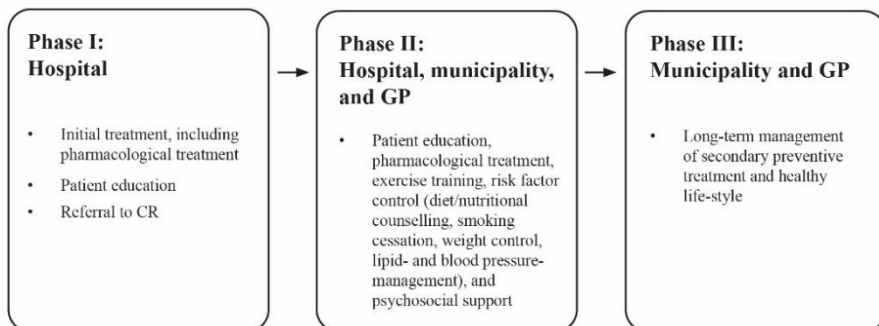 Phase I:
Hospital
• Initial treatment, including
pharmacological treatment
• Patient education
• Referral to CR
Phase II:
Hospital, municipality,
and GP
• Patient education,
pharmacological treatment,
exercise training, risk factor
control (diet/nutritional
counselling, smoking
cessation, weight control,
lipid- and blood pressure-
management), and
psychosocial support
Phase III:
Municipality and GP
• Long-term management
of secondary preventive
treatment and healthy
life-style